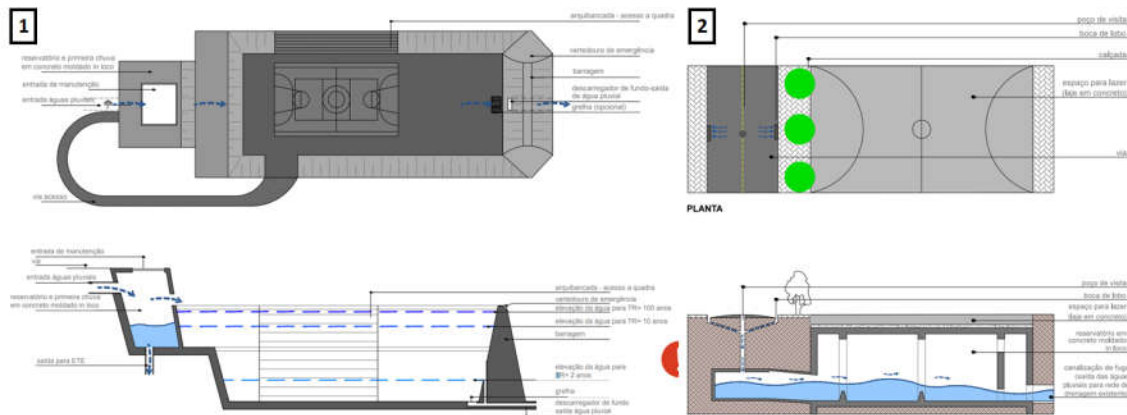 1
arquibancada - acesso a quadra
vertedouro de emergência
barragem
descarregador de fundo-saída
de água pluvial
grelha (opcional)
reservatório e primeira chuva
em concreto moldado in loco
entrada de manutenção
entrada águas pluviais
via acesso
entrada de manutenção
via
entrada águas pluviais
reservatório e primeira chuva
em concreto moldado in loco
saída para ETE
arquibancada - acesso a quadra
vertedouro de emergência
elevação da água para TR= 100 anos
elevação da água para TR= 10 anos
barragem
elevação da água para
TR= 2 anos
grelha
descarregador de fundo
saída água pluvial
2
poço de visita
boca de lobo
calçada
espaço para lazer
(laje em concreto)
via
PLANTA
poço de visita
boca de lobo
espaço para lazer
(laje em concreto)
reservatório em
concreto moldado
in loco
canalização de fuga
(saída das águas
pluviais para rede de
drenagem existente)